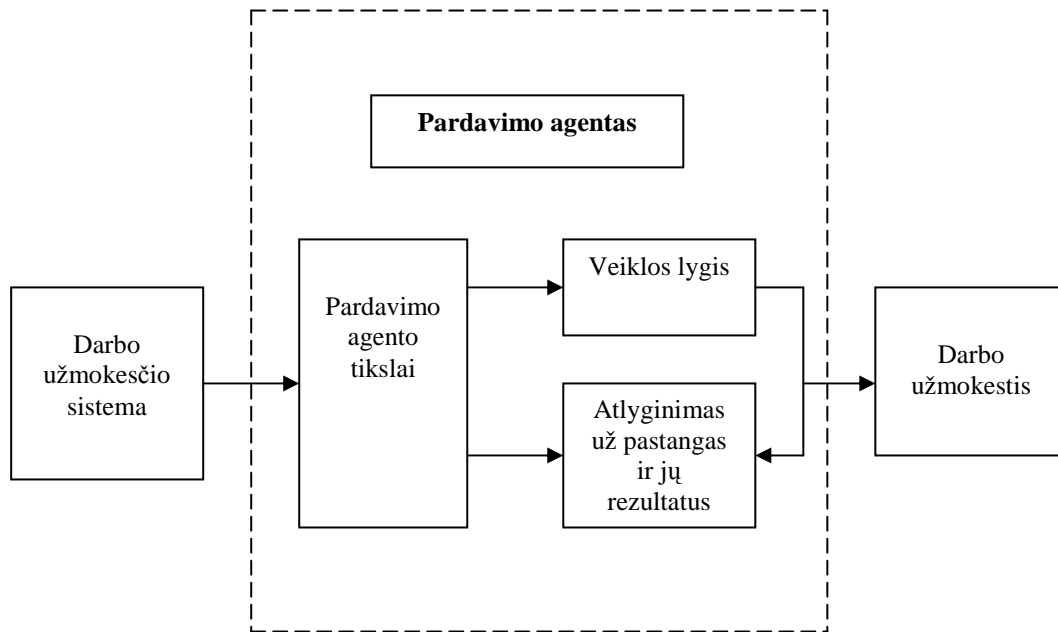 Pardavimo agentas
Darbo
užmokesčio
sistema
Pardavimo
agento
tikslai
Veiklos lygis
Atlyginimas
už pastangas
ir jų
rezultatus
Darbo
užmokestis